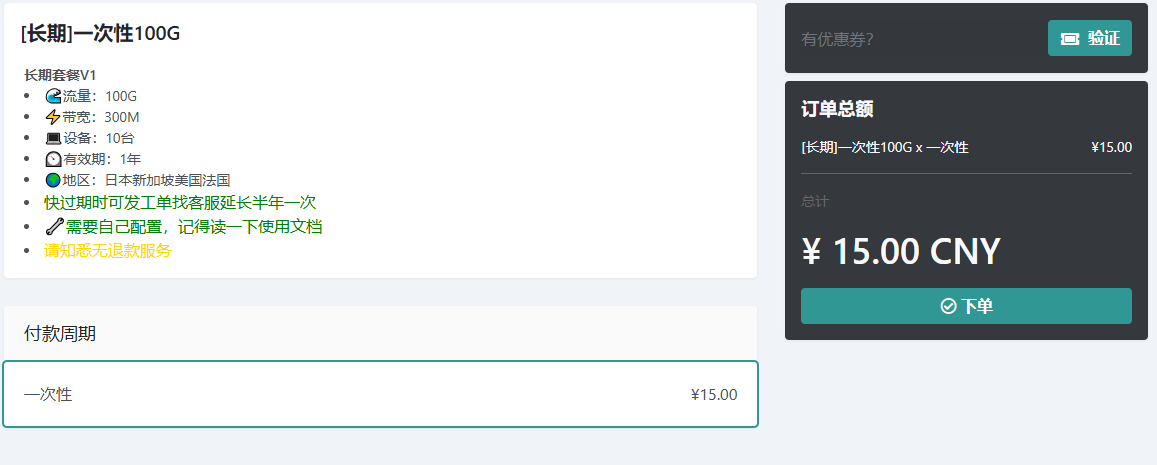 [长期]一次性100G
长期套餐V1
🌊流量：100G
⚡带宽：300M
💻设备：10台
🕐有效期：1年
🌍地区：日本新加坡美国法国
快过期时可发工单找客服延长半年一次
🔧需要自己配置，记得读一下使用文档
请知悉无退款服务
付款周期
一次性 ¥15.00
有优惠券？
验证
订单总额
[长期]一次性100G x 一次性 ¥15.00
总计
¥ 15.00 CNY
下单